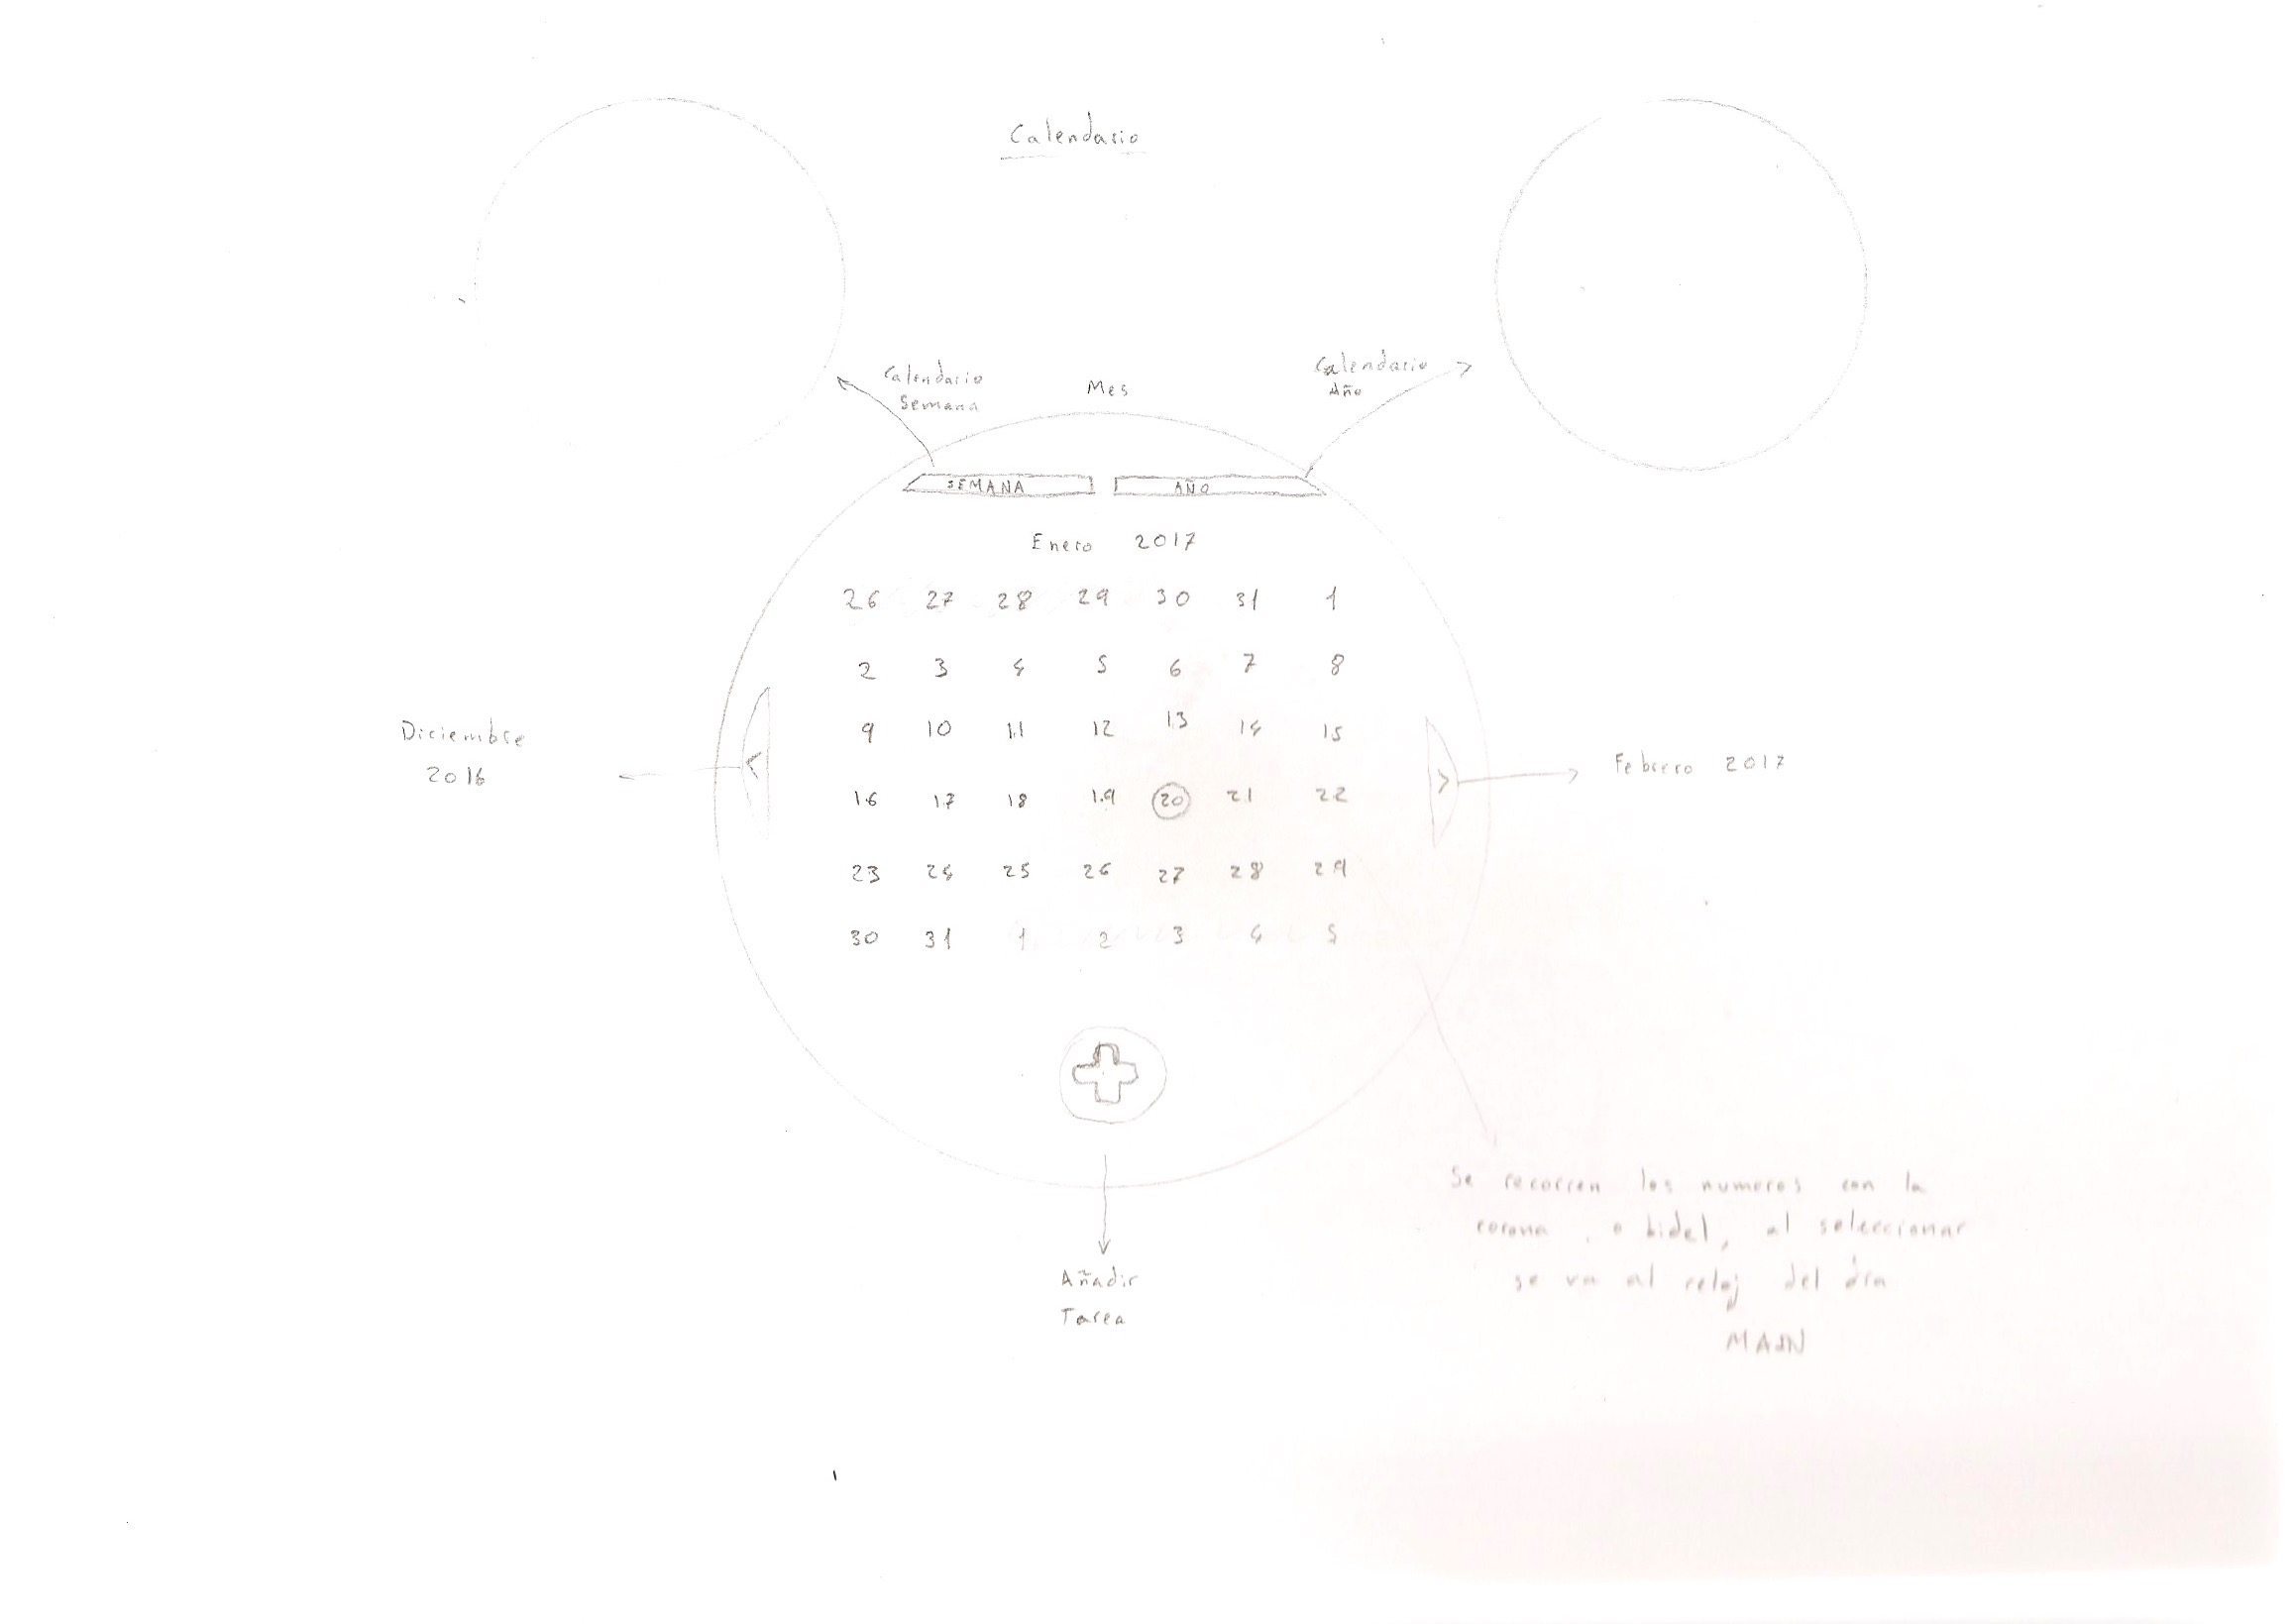 Calendario
Calendario
Semana
Mes
Calendario
Año
SEMANA
AÑO
Enero 2017
26 27 28 29 30 31 1
2 3 4 5 6 7 8
9 10 11 12 13 14 15
16 17 18 19 20 21 22
23 24 25 26 27 28 29
30 31 1 2 3 4 5
Diciembre
2016
<
>
Febrero 2017
Añadir
Tarea
Se recorren los numeros con la
corona, o bidel, al seleccionar
se va al reloj del día
MAIN